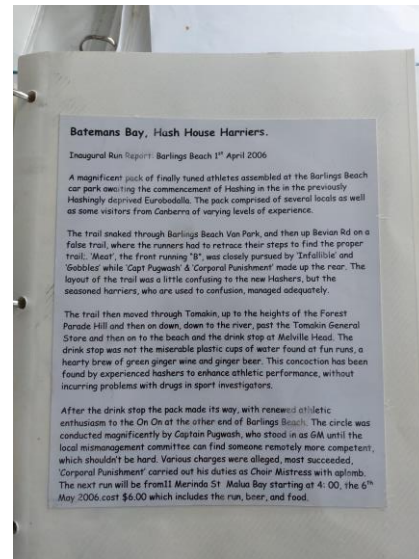 Batemans Bay, Hash House Harriers.
Inaugural Run Report: Barlings Beach 1st April 2006
A magnificent pack of finally tuned athletes assembled at the Barlings Beach
car park awaiting the commencement of Hashing in the in the previously
Hashingly deprived Eurobodalla. The pack comprised of several locals as well
as some visitors from Canberra of varying levels of experience.
The trail snaked through Barlings Beach Van Park, and then up Bevian Rd on a
false trail, where the runners had to retrace their steps to find the proper
trail;. 'Meat', the front running "B", was closely pursued by 'Infallible' and
'Gobbles' while 'Capt Pugwash' & 'Corporal Punishment' made up the rear. The
layout of the trail was a little confusing to the new Hashers, but the
seasoned harriers, who are used to confusion, managed adequately.
The trail then moved through Tomakin, up to the heights of the Forest
Parade Hill and then on down, down to the river, past the Tomakin General
Store and then on to the beach and the drink stop at Melville Head. The
drink stop was not the miserable plastic cups of water found at fun runs, a
hearty brew of green ginger wine and ginger beer. This concoction has been
found by experienced hashers to enhance athletic performance, without
incurring problems with drugs in sport investigators.
After the drink stop the pack made its way, with renewed athletic
enthusiasm to the On On at the other end of Barlings Beach. The circle was
conducted magnificently by Captain Pugwash, who stood in as GM until the
local mismanagement committee can find someone remotely more competent,
which shouldn't be hard. Various charges were alleged, most succeeded,
'Corporal Punishment' carried out his duties as Choir Mistress with aplomb.
The next run will be from11 Merinda St Malua Bay starting at 4: 00, the 6th
May 2006.cost $6.00 which includes the run, beer, and food.